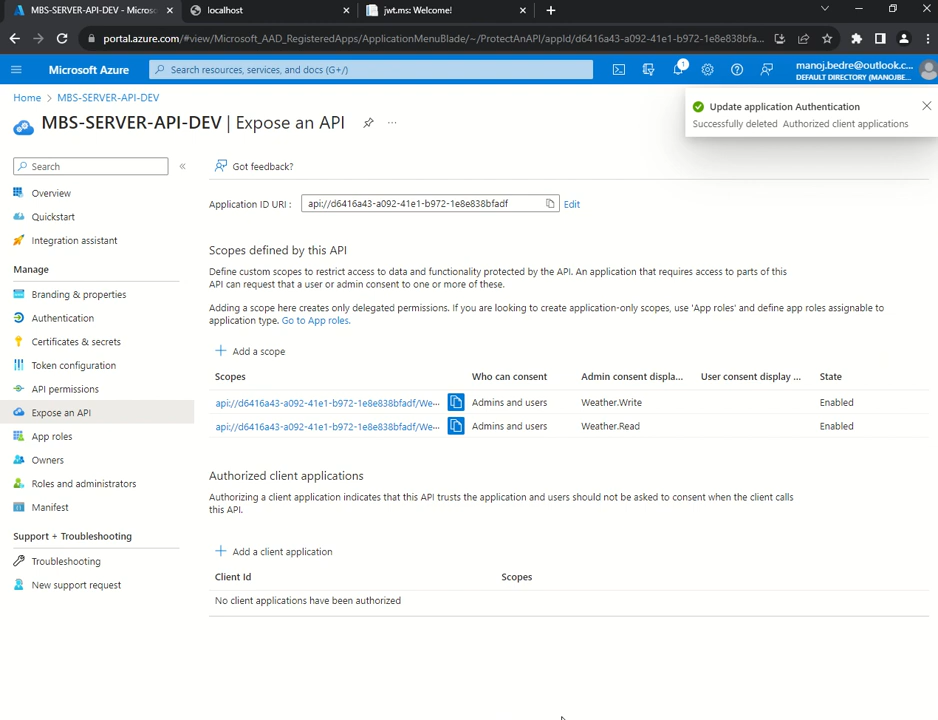 MBS-SERVER-API-DEV - Micros
localhost
jwt.ms: Welcome!
portal.azure.com/#view/Microsoft_AAD_RegisteredApps/ApplicationMenuBlade/~/ProtectAnAPI/appId/d6416a43-a092-41e1-b972-1e8e838bfa...
Microsoft Azure
Search resources, services, and docs (G+/)
1
manoj.bedre@outlook.c...
DEFAULT DIRECTORY (MANOJBE...
Home > MBS-SERVER-API-DEV
MBS-SERVER-API-DEV | Expose an API
Update application Authentication
Successfully deleted Authorized client applications
Search
Got feedback?
Overview
Quickstart
Integration assistant
Manage
Branding & properties
Authentication
Certificates & secrets
Token configuration
API permissions
Expose an API
App roles
Owners
Roles and administrators
Manifest
Support + Troubleshooting
Troubleshooting
New support request
Application ID URI : api://d6416a43-a092-41e1-b972-1e8e838bfadf Edit
Scopes defined by this API
Define custom scopes to restrict access to data and functionality protected by the API. An application that requires access to parts of this
API can request that a user or admin consent to one or more of these.
Adding a scope here creates only delegated permissions. If you are looking to create application-only scopes, use 'App roles' and define app roles assignable to
application type. Go to App roles.
Add a scope
Scopes Who can consent Admin consent displa... User consent display ... State
api://d6416a43-a092-41e1-b972-1e8e838bfadf/We... Admins and users Weather.Write Enabled
api://d6416a43-a092-41e1-b972-1e8e838bfadf/We... Admins and users Weather.Read Enabled
Authorized client applications
Authorizing a client application indicates that this API trusts the application and users should not be asked to consent when the client calls
this API.
Add a client application
Client Id Scopes
No client applications have been authorized